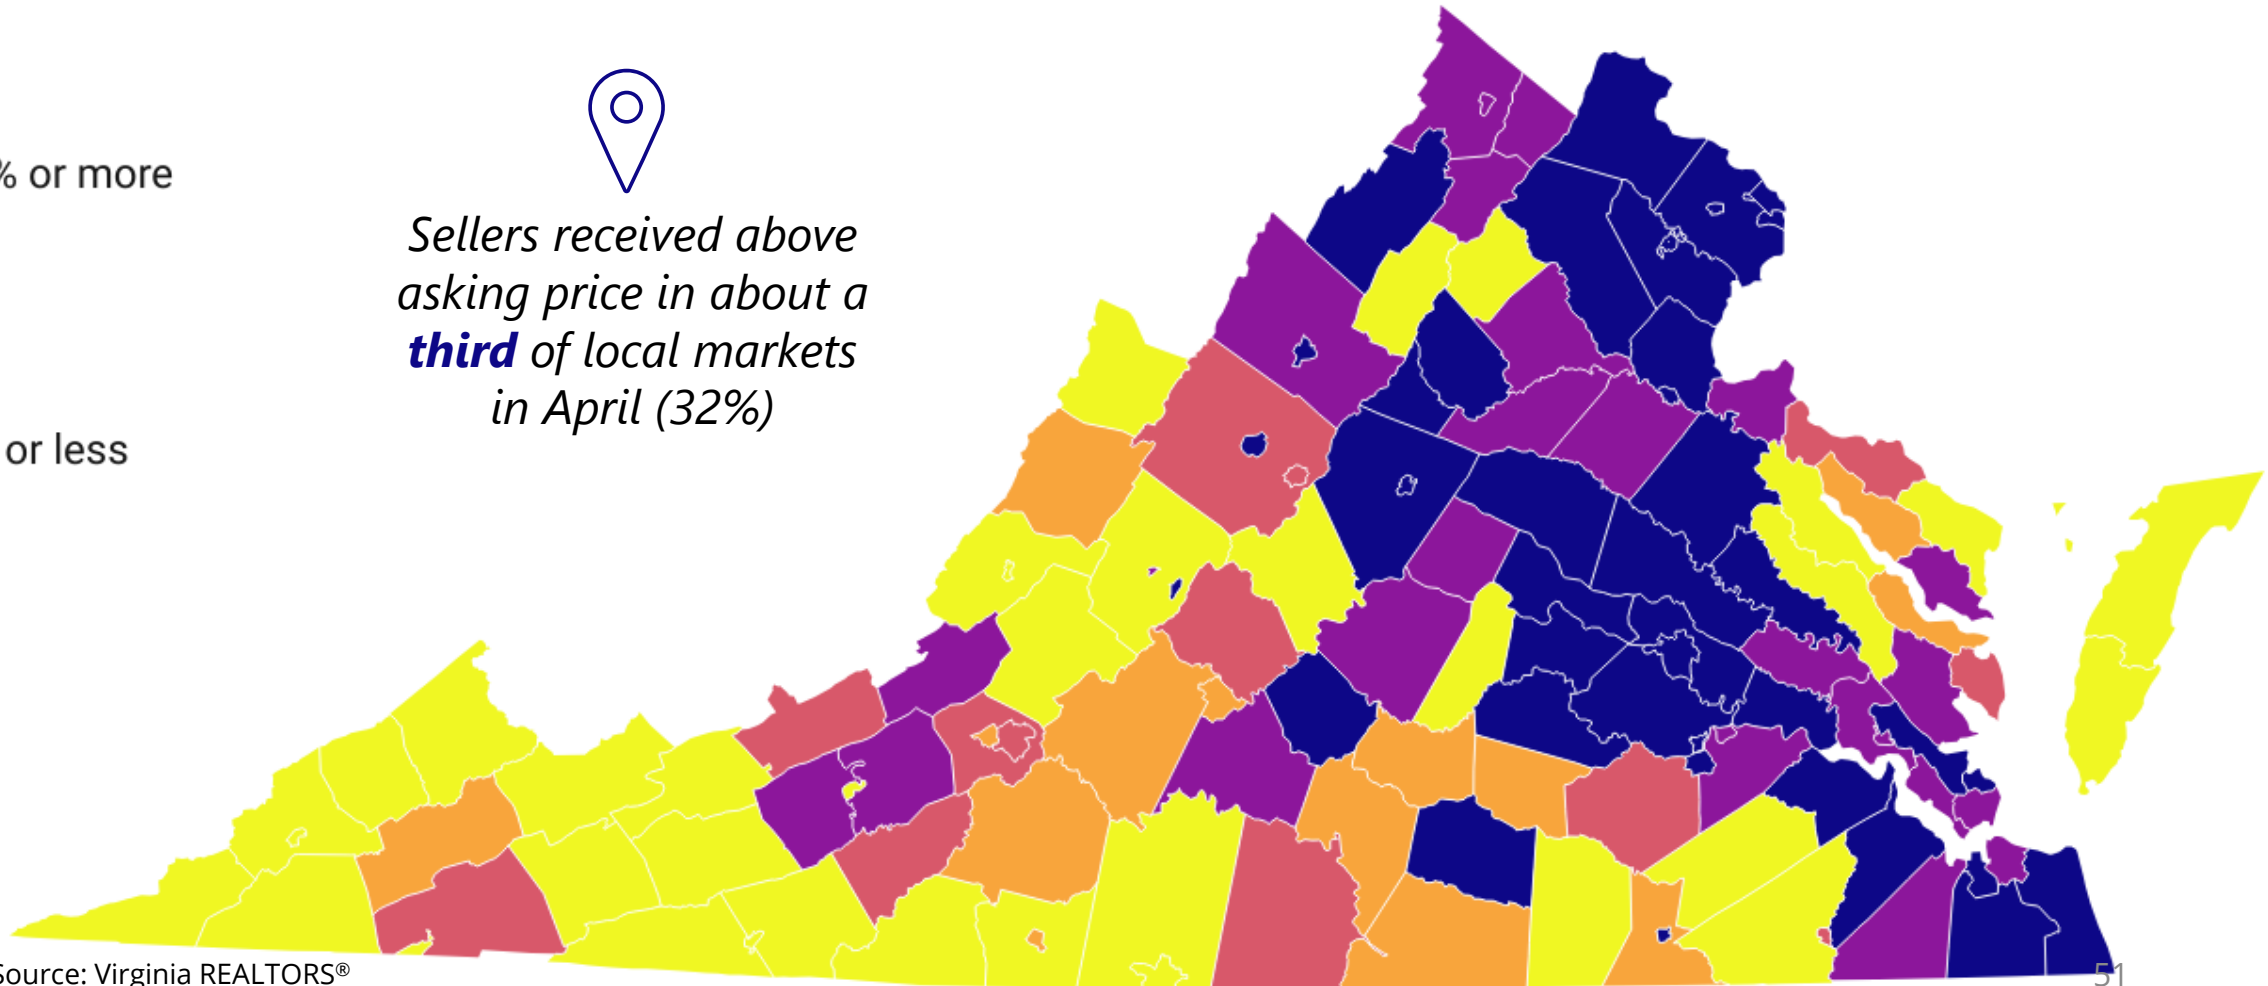 % or more
Sellers received above
asking price in about a
third of local markets
in April (32%)
or less
Source: Virginia REALTORS®
51